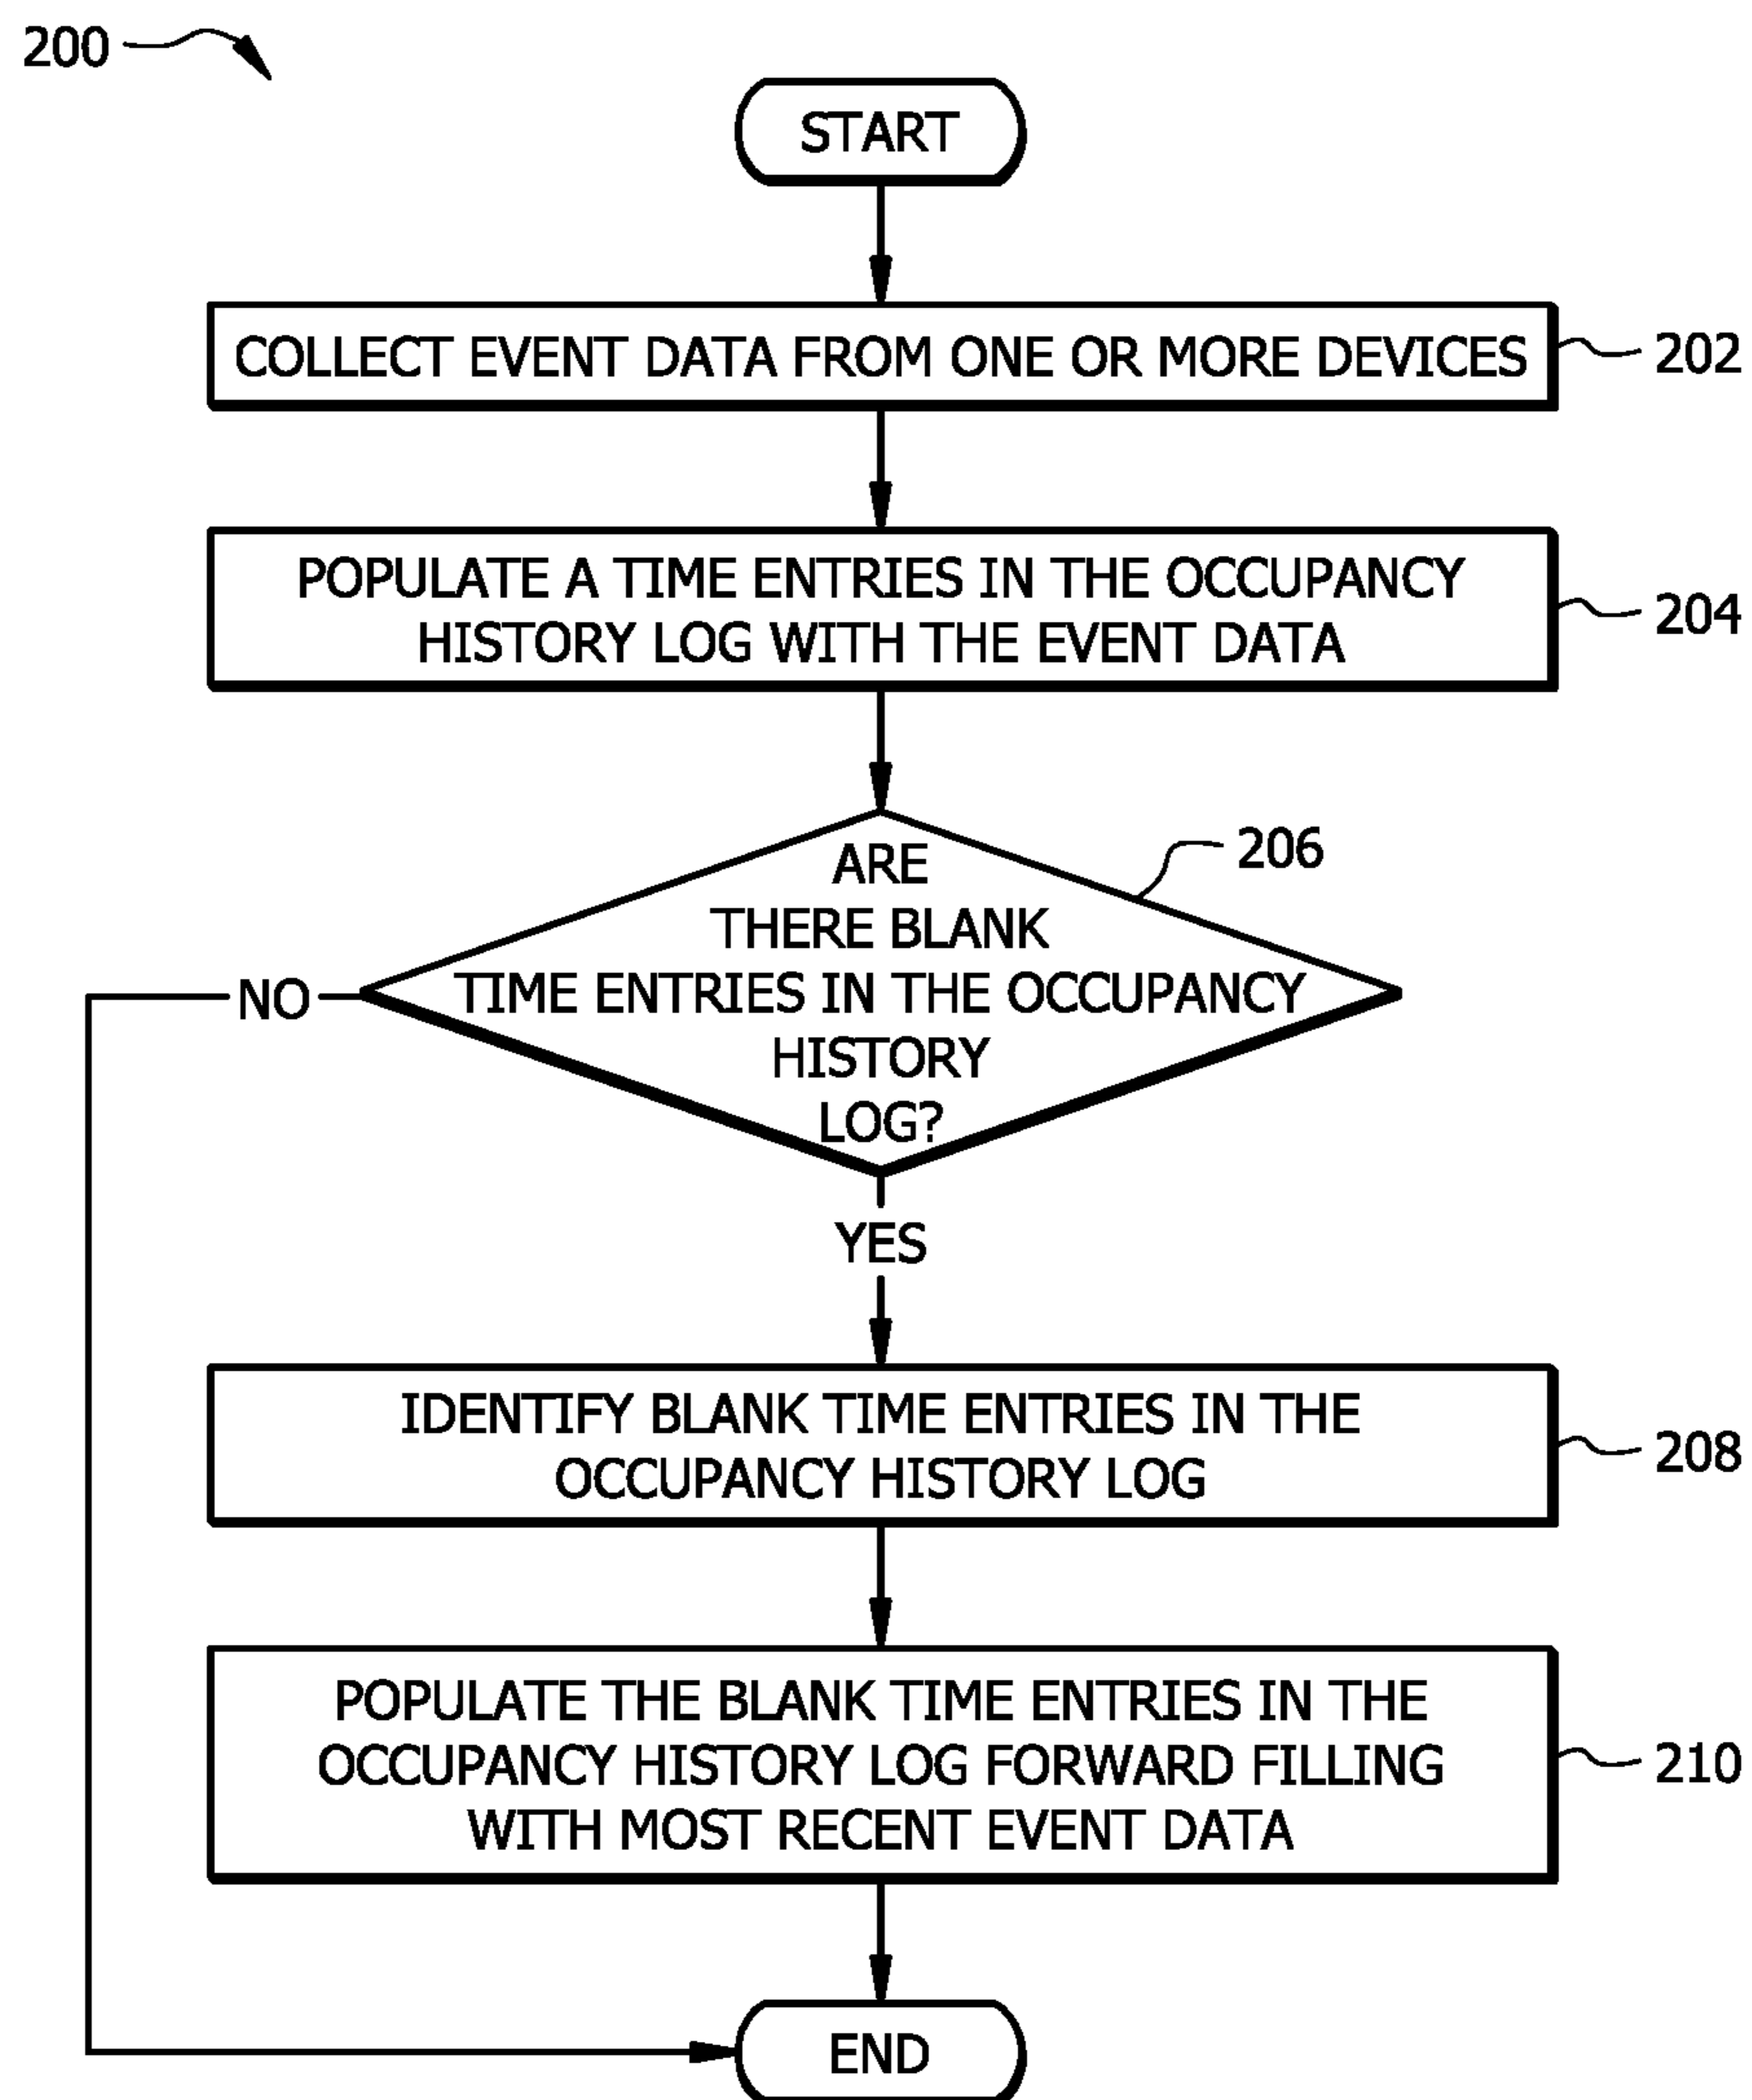 200
START
COLLECT EVENT DATA FROM ONE OR MORE DEVICES
202
POPULATE A TIME ENTRIES IN THE OCCUPANCY
HISTORY LOG WITH THE EVENT DATA
204
ARE
THERE BLANK
TIME ENTRIES IN THE OCCUPANCY
HISTORY
LOG?
206
NO
YES
IDENTIFY BLANK TIME ENTRIES IN THE
OCCUPANCY HISTORY LOG
208
POPULATE THE BLANK TIME ENTRIES IN THE
OCCUPANCY HISTORY LOG FORWARD FILLING
WITH MOST RECENT EVENT DATA
210
END